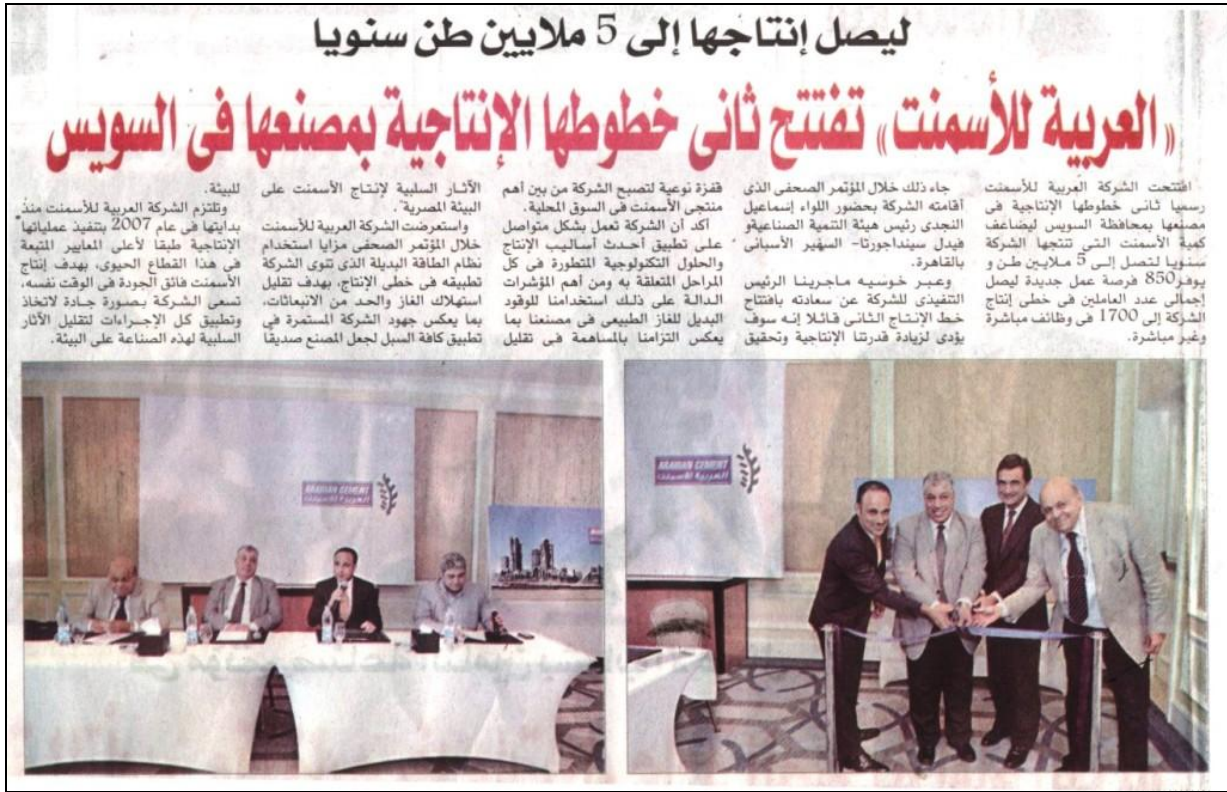 ليصل إنتاجها إلى 5 ملايين طن سنويا
«العربية للأسمنت» تفتتح ثانى خطوطها الإنتاجية بمصنعها فى السويس
افتتحت الشركة العربية للأسمنت
رسميا ثانى خطوطها الإنتاجية فى
مصنعها بمحافظة السويس ليضاعف
كمية الأسمنت التى تنتجها الشركة
سنويا لتصل إلى 5 ملايين طن و
يوفر850 فرصة عمل جديدة ليصل
إجمالى عدد العاملين فى خطى إنتاج
الشركة إلى 1700 فى وظائف مباشرة
وغير مباشرة.
جاء ذلك خلال المؤتمر الصحفى الذى
أقامته الشركة بحضور اللواء إسماعيل
النجدى رئيس هيئة التنمية الصناعيةو
فيدل سينداجورتا- السفير الأسبانى
بالقاهرة.
وعبر خوسيه ماجرينا الرئيس
التنفيذى للشركة عن سعادته بافتتاح
خط الإنتاج الثانى قائلا إنه سوف
يؤدى لزيادة قدرتنا الإنتاجية وتحقيق
قفزة نوعية لتصبح الشركة من بين أهم
منتجى الأسمنت فى السوق المحلية.
أكد أن الشركة تعمل بشكل متواصل
على تطبيق أحدث أساليب الإنتاج
والحلول التكنولوجية المتطورة فى كل
المراحل المتعلقة به ومن أهم المؤشرات
الدالة على ذلك استخدامنا للوقود
البديل للغاز الطبيعى فى مصنعنا بما
يعكس التزامنا بالمساهمة فى تقليل
الآثار السلبية لإنتاج الأسمنت على
البيئة المصرية".
واستعرضت الشركة العربية للأسمنت
خلال المؤتمر الصحفى مزايا استخدام
نظام الطاقة البديلة الذى تنوى الشركة
تطبيقه فى خطى الإنتاج، بهدف تقليل
استهلاك الغاز والحد من الانبعاثات،
بما يعكس جهود الشركة المستمرة فى
تطبيق كافة السبل لجعل المصنع صديقا
للبيئة.
وتلتزم الشركة العربية للأسمنت منذ
بدايتها فى عام 2007 بتنفيذ عملياتها
الإنتاجية طبقا لأعلى المعايير المتبعة
فى هذا القطاع الحيوى، بهدف إنتاج
الأسمنت فائق الجودة فى الوقت نفسه،
تسعى الشركة بصورة جادة لاتخاذ
وتطبيق كل الإجراءات لتقليل الآثار
السلبية لهذه الصناعة على البيئة.
ARABIAN CEMENT
العربية للأسمنت
ARABIAN CEMENT
العربية للأسمنت